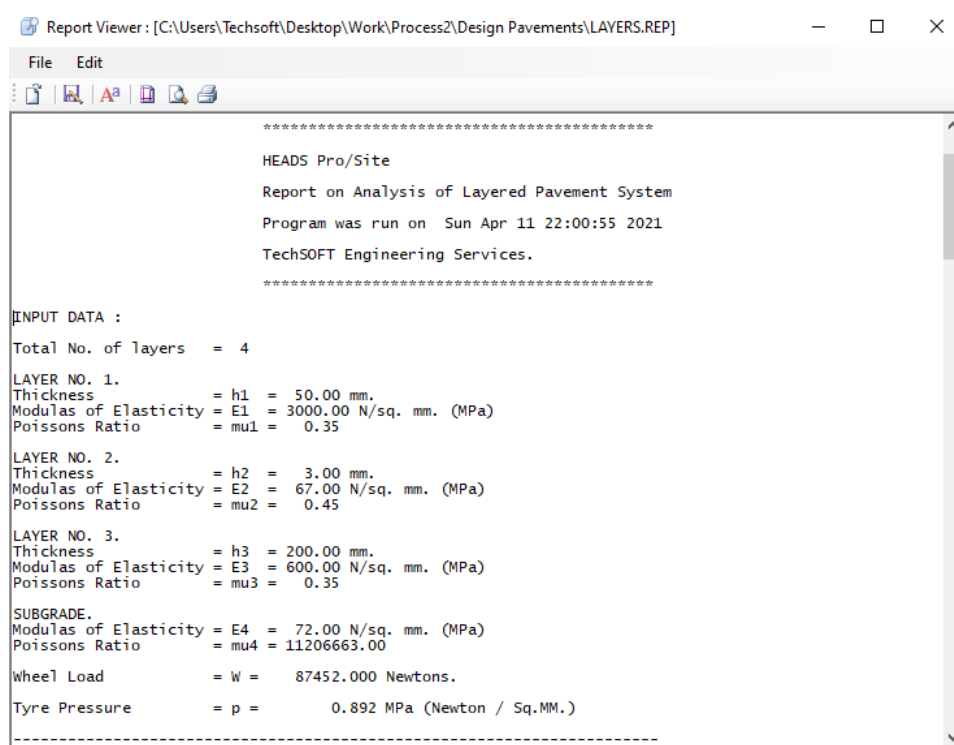 Report Viewer : [C:\Users\Techsoft\Desktop\Work\Process2\Design Pavements\LAYERS.REP]
File Edit
******************************************
HEADS Pro/Site
Report on Analysis of Layered Pavement System
Program was run on  Sun Apr 11 22:00:55 2021
TechSOFT Engineering Services.
******************************************
INPUT DATA :
Total No. of layers   =  4
LAYER NO. 1.
Thickness             = h1  =  50.00 mm.
Modulas of Elasticity = E1  = 3000.00 N/sq. mm. (MPa)
Poissons Ratio        = mu1 =   0.35
LAYER NO. 2.
Thickness             = h2  =   3.00 mm.
Modulas of Elasticity = E2  =  67.00 N/sq. mm. (MPa)
Poissons Ratio        = mu2 =   0.45
LAYER NO. 3.
Thickness             = h3  = 200.00 mm.
Modulas of Elasticity = E3  = 600.00 N/sq. mm. (MPa)
Poissons Ratio        = mu3 =   0.35
SUBGRADE.
Modulas of Elasticity = E4  =  72.00 N/sq. mm. (MPa)
Poissons Ratio        = mu4 = 11206663.00
Wheel Load            = W =    87452.000 Newtons.
Tyre Pressure         = p =        0.892 MPa (Newton / Sq.MM.)
-----------------------------------------------------------------------